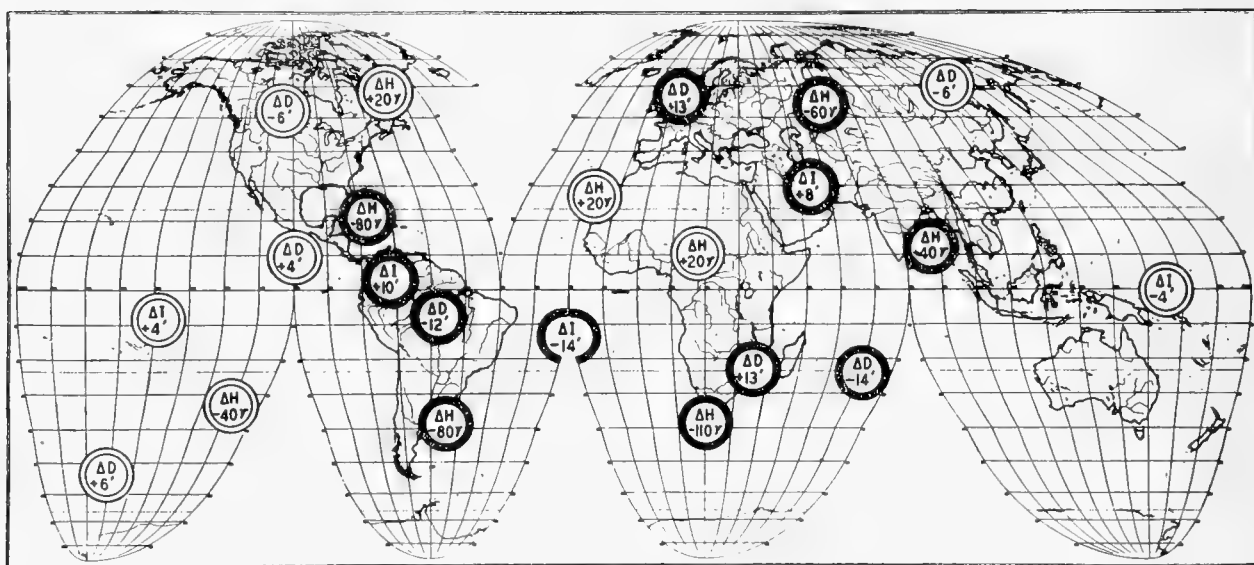 ΔD
-6'
ΔH
+20γ
ΔD
+13'
ΔH
-60γ
ΔD
-6'
ΔH
-80γ
ΔH
+20γ
ΔI
+8'
ΔD
+4'
ΔI
+10'
ΔH
+20γ
ΔH
-40γ
ΔI
+4'
ΔD
-12'
ΔI
-14'
ΔI
-4'
ΔH
-40γ
ΔD
+13'
ΔD
-14'
ΔH
-80γ
ΔH
-110γ
ΔD
+6'